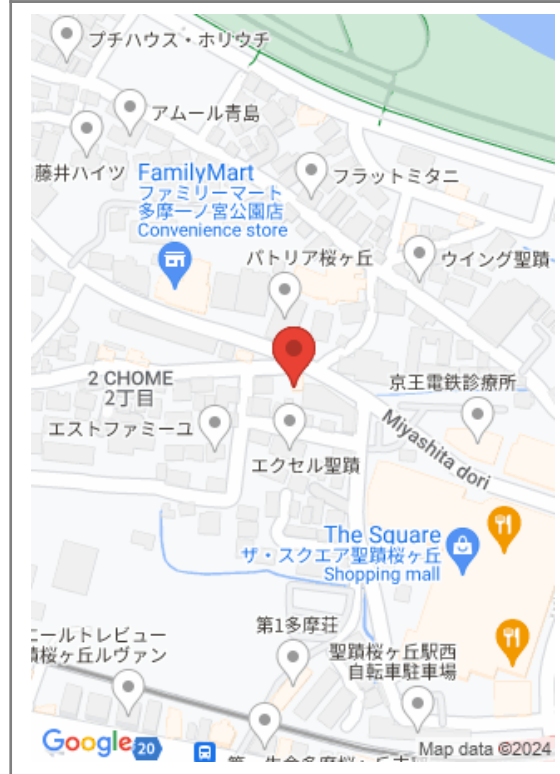 プチハウス・ホリウチ
アムール青島
藤井ハイツ
FamilyMart
ファミリーマート
多摩一ノ宮公園店
Convenience store
フラットミタニ
パトリア桜ヶ丘
ウイング聖蹟
2 CHOME
2丁目
京王電鉄診療所
エストファミーユ
Miyashita dori
エクセル聖蹟
The Square
ザ・スクエア聖蹟桜ヶ丘
Shopping mall
第1多摩荘
ニールトレビュー
蹟桜ヶ丘ルヴァン
聖蹟桜ヶ丘駅西
自転車駐車場
Google
20
Map data ©2024